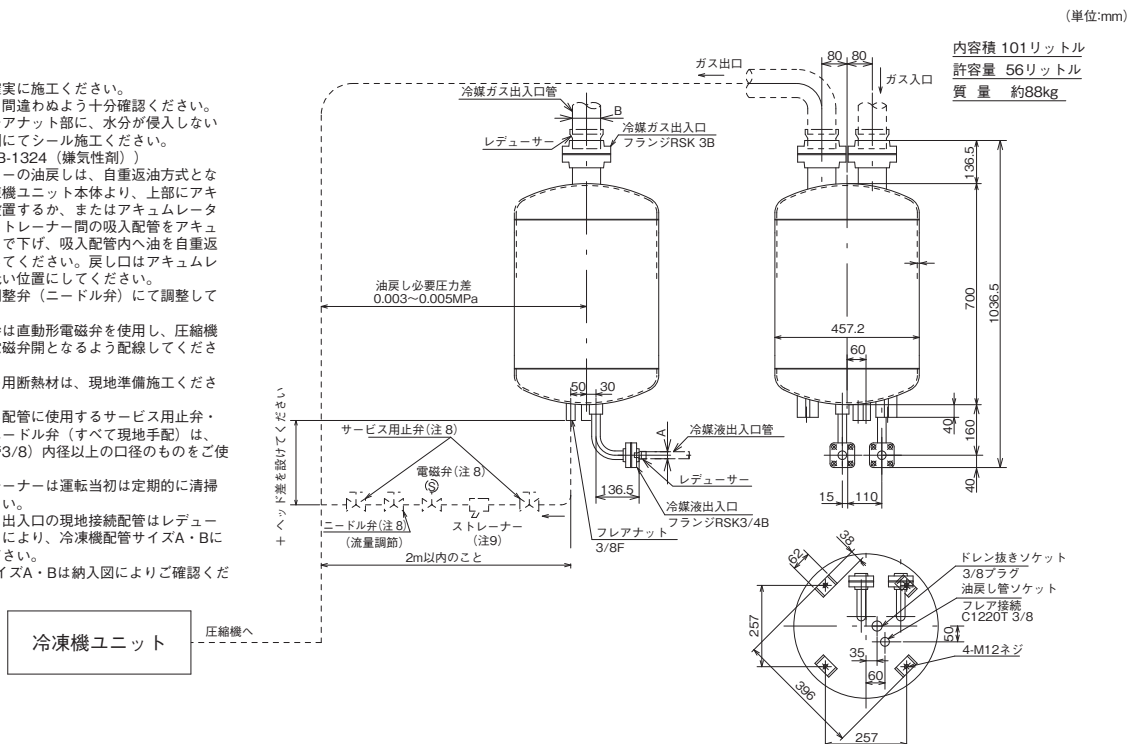 (単位:mm)
内容積 101リットル
許容量 56リットル
質 量 約88kg
実に施工ください。
間違わぬよう十分確認ください。
アナット部に、水分が侵入しない
にてシール施工ください。
B-1324（嫌気性剤））
ーの油戻しは、自重返油方式とな
凍機ユニット本体より、上部にアキ
置するか、またはアキュムレータ
トレーナー間の吸入配管をアキュ
で下げ、吸入配管内へ油を自重返
てください。戻し口はアキュムレ
い位置にしてください。
整弁（ニードル弁）にて調整して
は直動形電磁弁を使用し、圧縮機
磁弁開となるよう配線してくださ
用断熱材は、現地準備施工くださ
配管に使用するサービス用止弁・
ードル弁（すべて現地手配）は、
3/8）内径以上の口径のものをご使
ーナーは運転当初は定期的に清掃
い。
出入口の現地接続配管はレデュー
により、冷凍機配管サイズA・Bに
さい。
イズA・Bは納入図によりご確認くだ
冷凍機ユニット
圧縮機へ
ガス出口
ガス入口
80
80
冷媒ガス出入口管
B
レデューサー
冷媒ガス出入口
フランジRSK 3B
油戻し必要圧力差
0.003〜0.005MPa
50
30
A
冷媒液出入口管
レデューサー
136.5
冷媒液出入口
フランジRSK3/4B
フレアナット
3/8F
＋ヘッド差を設けてください
サービス用止弁(注 8)
電磁弁(注 8)
S
ニードル弁(注 8)
(流量調節)
ストレーナー
(注9)
2m以内のこと
136.5
700
1036.5
457.2
60
40
160
40
15
110
38
62
257
396
257
35
60
50
ドレン抜きソケット
3/8プラグ
油戻し管ソケット
フレア接続
C1220T 3/8
4-M12ネジ